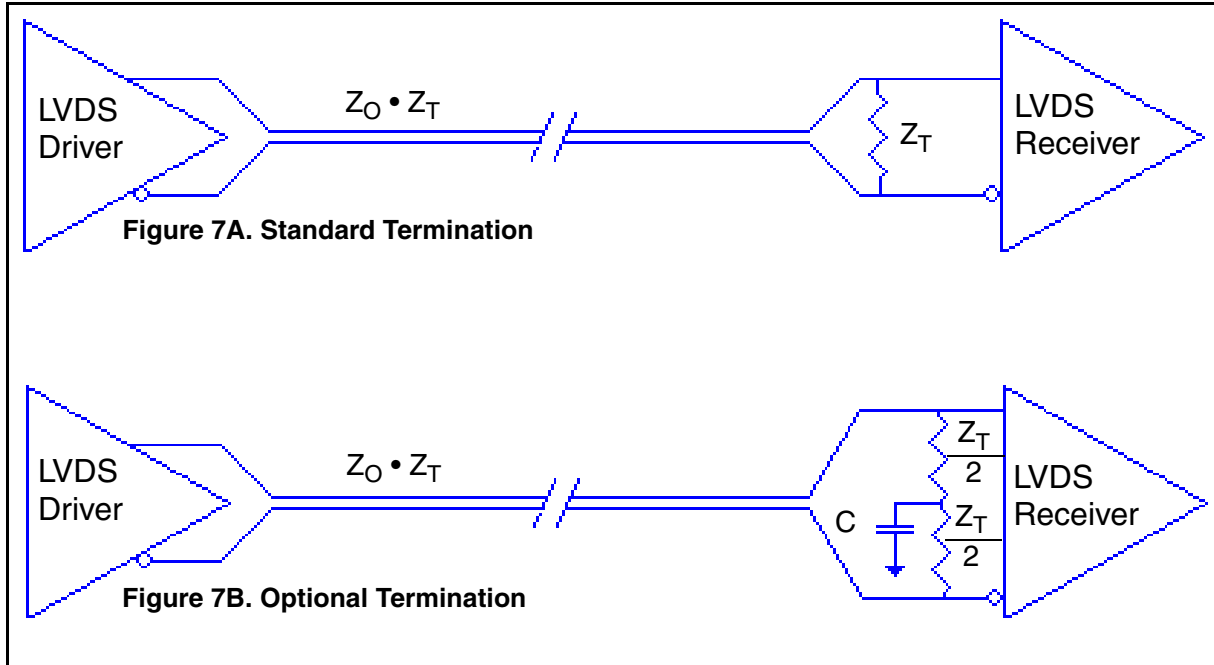 LVDS
Driver
Z_O • Z_T
Z_T
LVDS
Receiver
Figure 7A. Standard Termination
LVDS
Driver
Z_O • Z_T
C
Z_T
2
Z_T
2
LVDS
Receiver
Figure 7B. Optional Termination